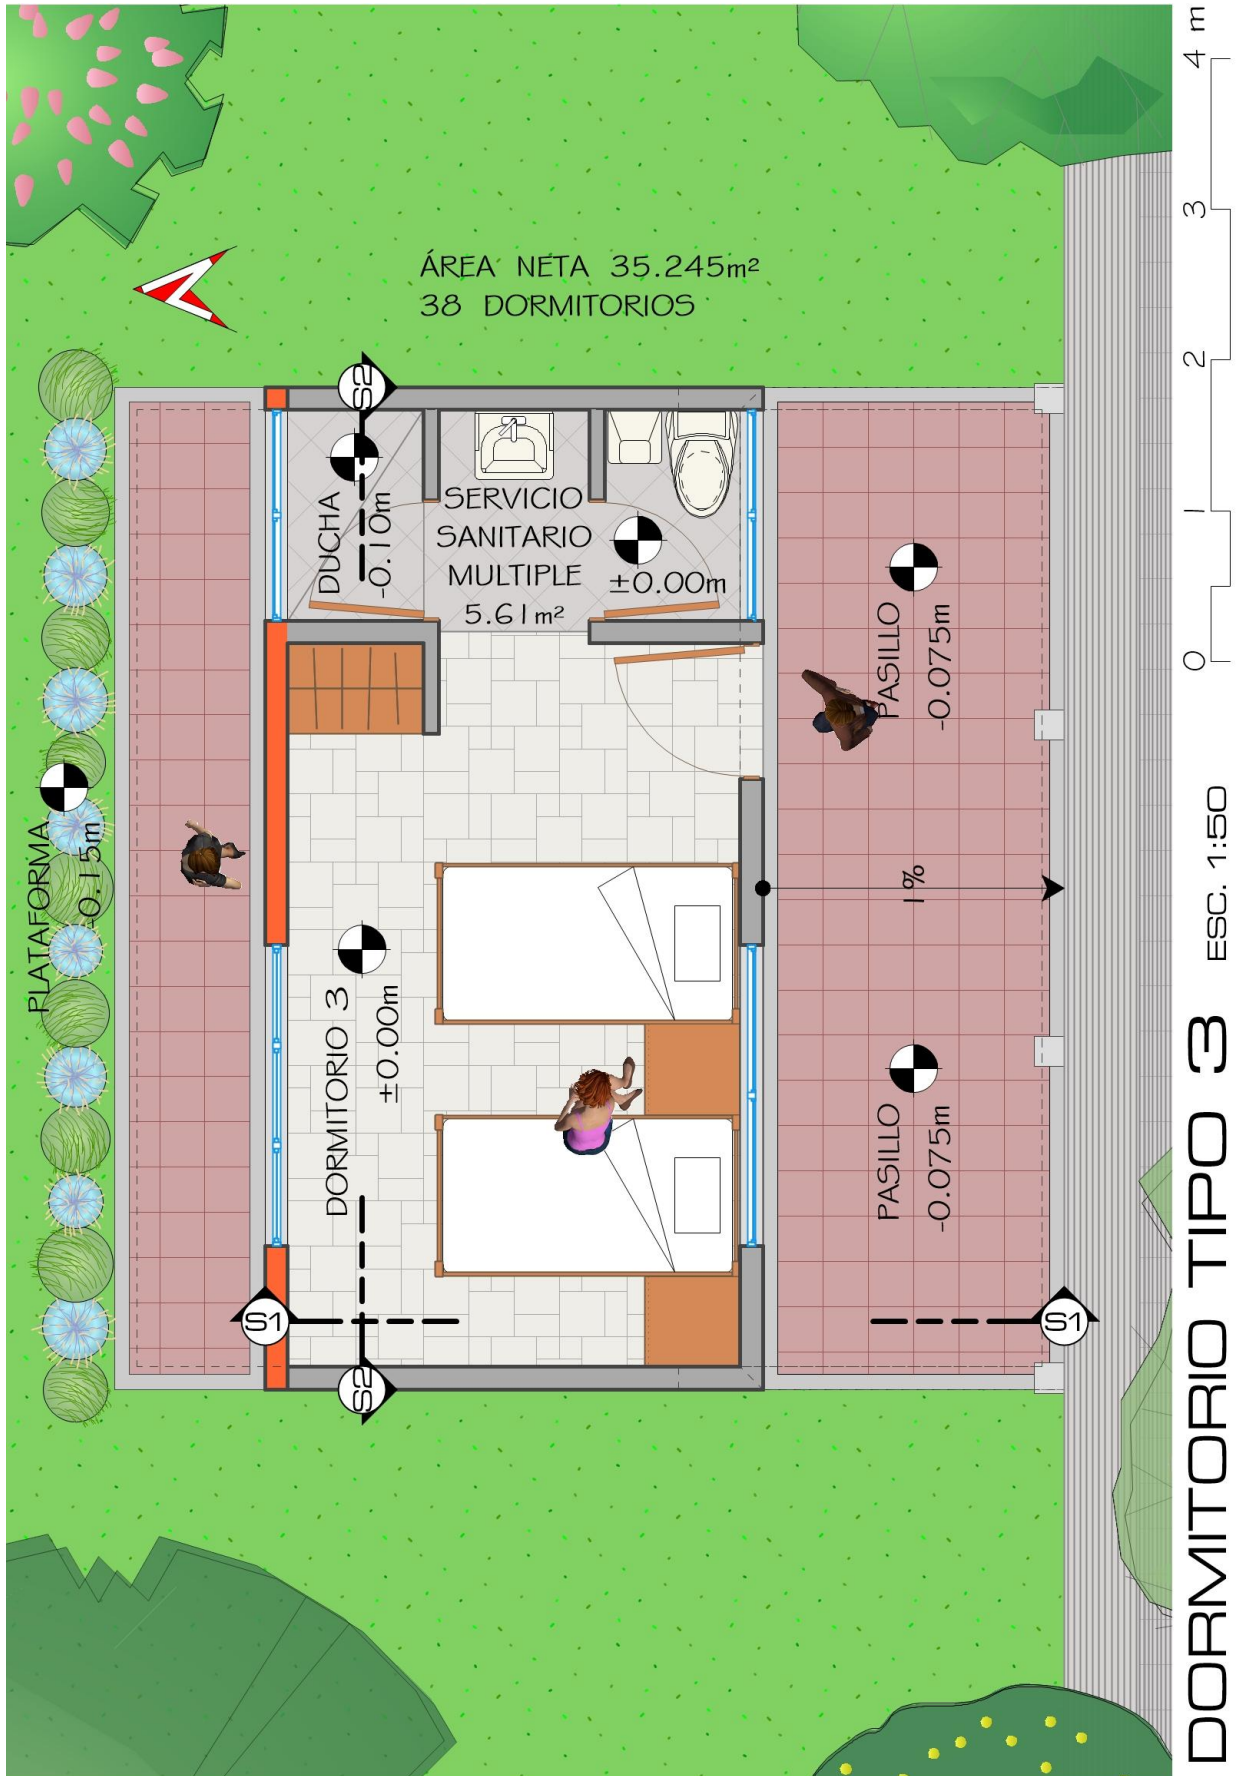 ÁREA NETA 35.245m²
38 DORMITORIOS
S2
DUCHA
-0.10m
SERVICIO
SANITARIO
MULTIPLE
5.61m²
±0.00m
PASILLO
-0.075m
PLATAFORMA
-0.15m
DORMITORIO 3
±0.00m
1%
PASILLO
-0.075m
S1
S1
S2
DORMITORIO TIPO 3 ESC. 1:50
0 1 2 3 4 m